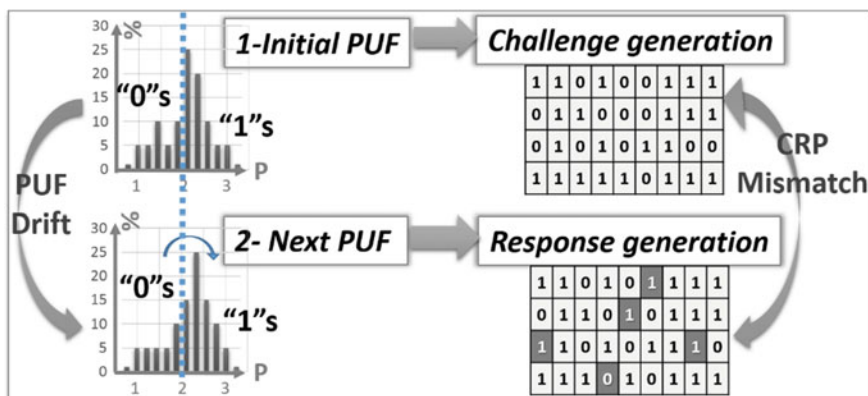 %
30
25
20
15
10
5
0
1 2 3 P
"0"s
"1"s
1-Initial PUF
Challenge generation
1 1 0 1 0 0 1 1 1
0 1 1 0 0 0 1 1 1
0 1 0 1 0 1 1 0 0
1 1 1 1 1 0 1 1 1
PUF
Drift
CRP
Mismatch
%
30
25
20
15
10
5
0
1 2 3 P
"0"s
"1"s
2- Next PUF
Response generation
1 1 0 1 0 1 1 1 1
0 1 1 0 1 0 1 1 1
1 1 0 1 0 1 1 1 0
1 1 1 0 1 0 1 1 1